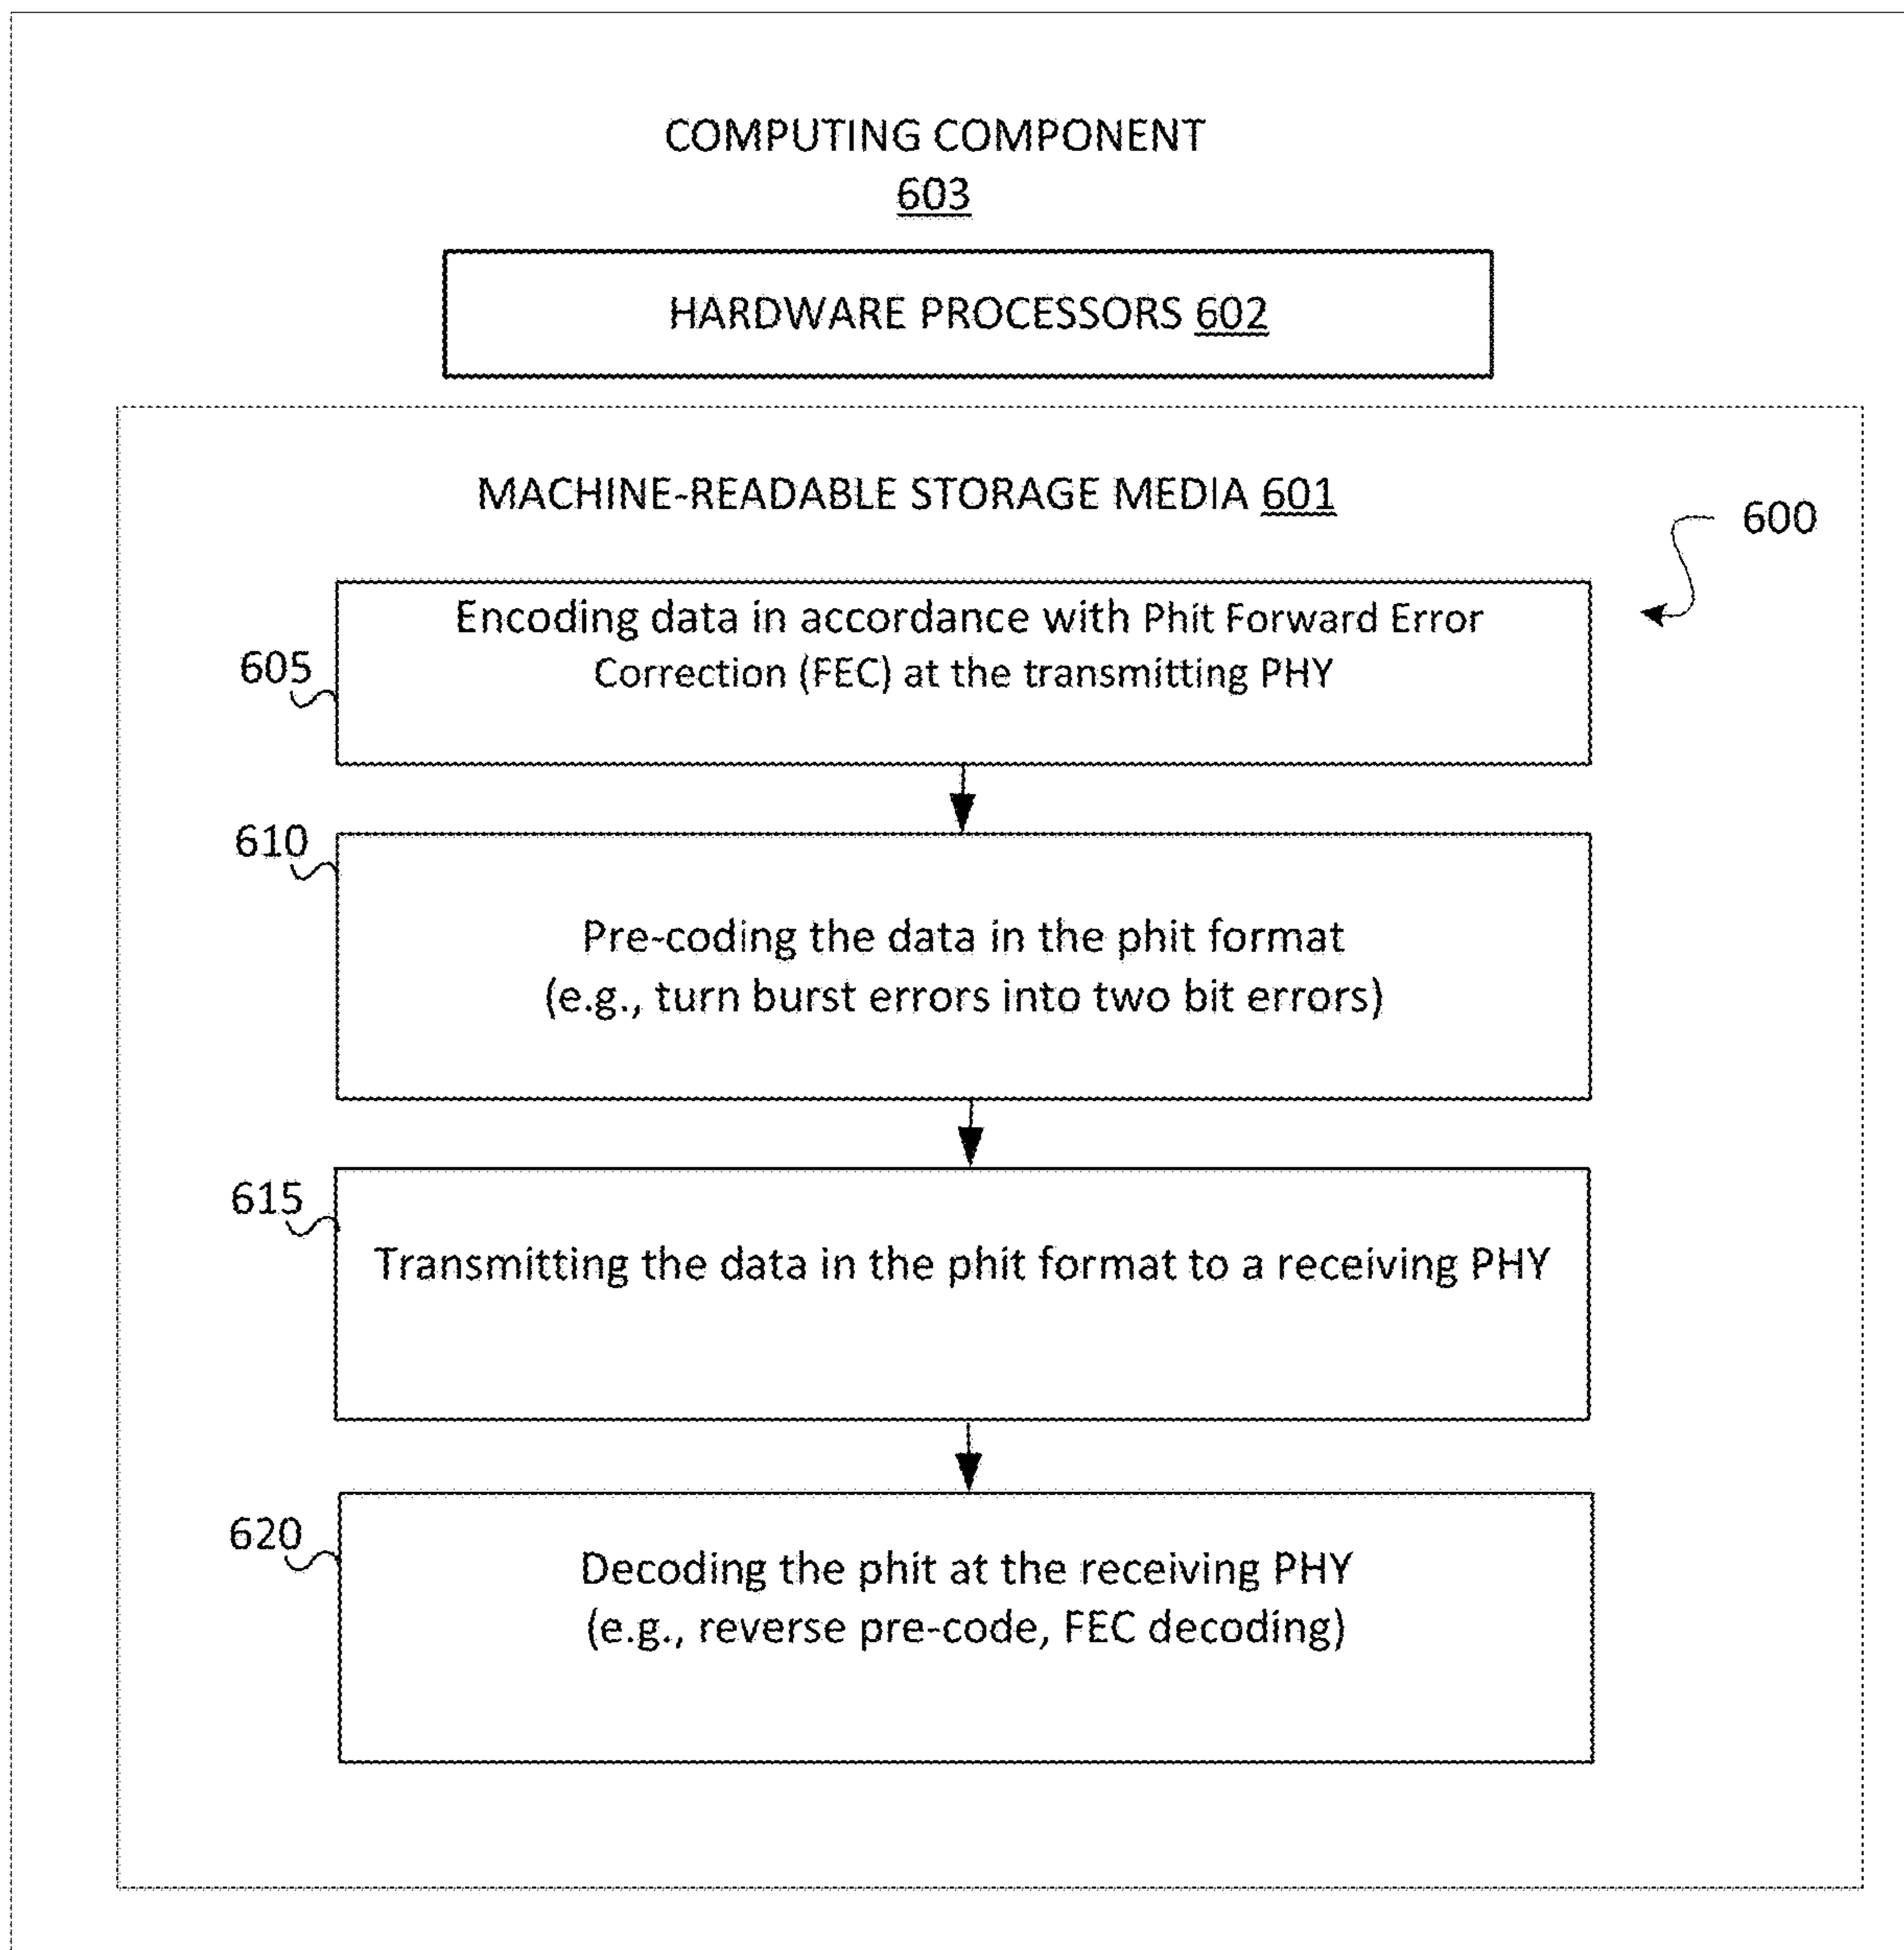 COMPUTING COMPONENT
603
HARDWARE PROCESSORS 602
MACHINE-READABLE STORAGE MEDIA 601
600
605
Encoding data in accordance with Phit Forward Error
Correction (FEC) at the transmitting PHY
610
Pre-coding the data in the phit format
(e.g., turn burst errors into two bit errors)
615
Transmitting the data in the phit format to a receiving PHY
620
Decoding the phit at the receiving PHY
(e.g., reverse pre-code, FEC decoding)